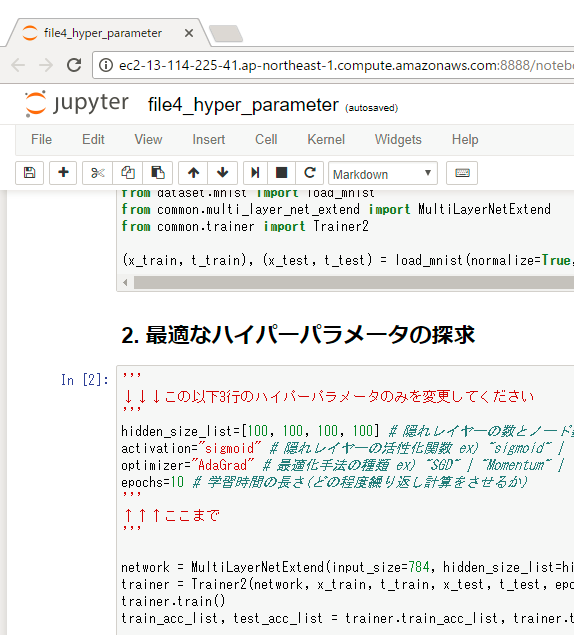 file4_hyper_parameter
ec2-13-114-225-41.ap-northeast-1.compute.amazonaws.com:8888/notebo
jupyter file4_hyper_parameter (autosaved)
File Edit View Insert Cell Kernel Widgets Help
Markdown
from dataset.mnist import load_mnist
from common.multi_layer_net_extend import MultiLayerNetExtend
from common.trainer import Trainer2
(x_train, t_train), (x_test, t_test) = load_mnist(normalize=True,
2. 最適なハイパーパラメータの探求
In [2]:
'''
↓↓↓この以下3行のハイパーパラメータのみを変更してください
'''
hidden_size_list=[100, 100, 100, 100] # 隠れレイヤーの数とノード数
activation="sigmoid" # 隠れレイヤーの活性化関数 ex) ~sigmoid~ |
optimizer="AdaGrad" # 最適化手法の種類 ex) ~SGD~ | ~Momentum~ |
epochs=10 # 学習時間の長さ(どの程度繰り返し計算をさせるか)
'''
↑↑↑ここまで
'''
network = MultiLayerNetExtend(input_size=784, hidden_size_list=hi
trainer = Trainer2(network, x_train, t_train, x_test, t_test, epo
trainer.train()
train_acc_list, test_acc_list = trainer.train_acc_list, trainer.t